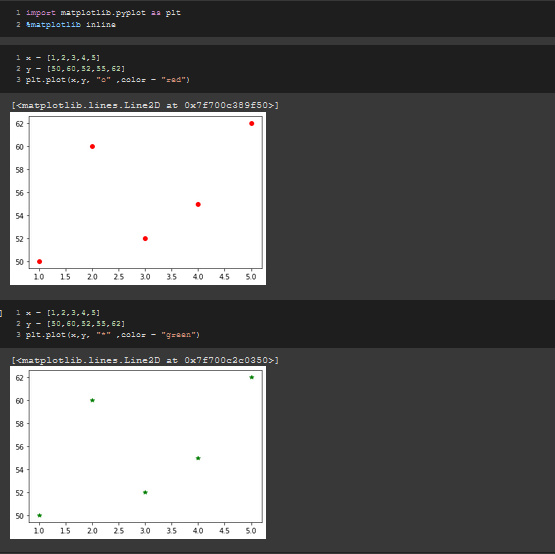 1 import matplotlib.pyplot as plt
2 %matplotlib inline
1 x = [1,2,3,4,5]
2 y = [50,60,52,55,62]
3 plt.plot(x,y, "o" ,color = "red")
[<matplotlib.lines.Line2D at 0x7f700c389f50>]
62
60
58
56
54
52
50
1.0 1.5 2.0 2.5 3.0 3.5 4.0 4.5 5.0
] 1 x = [1,2,3,4,5]
2 y = [50,60,52,55,62]
3 plt.plot(x,y, "*" ,color = "green")
[<matplotlib.lines.Line2D at 0x7f700c2c0350>]
62
60
58
56
54
52
50
1.0 1.5 2.0 2.5 3.0 3.5 4.0 4.5 5.0